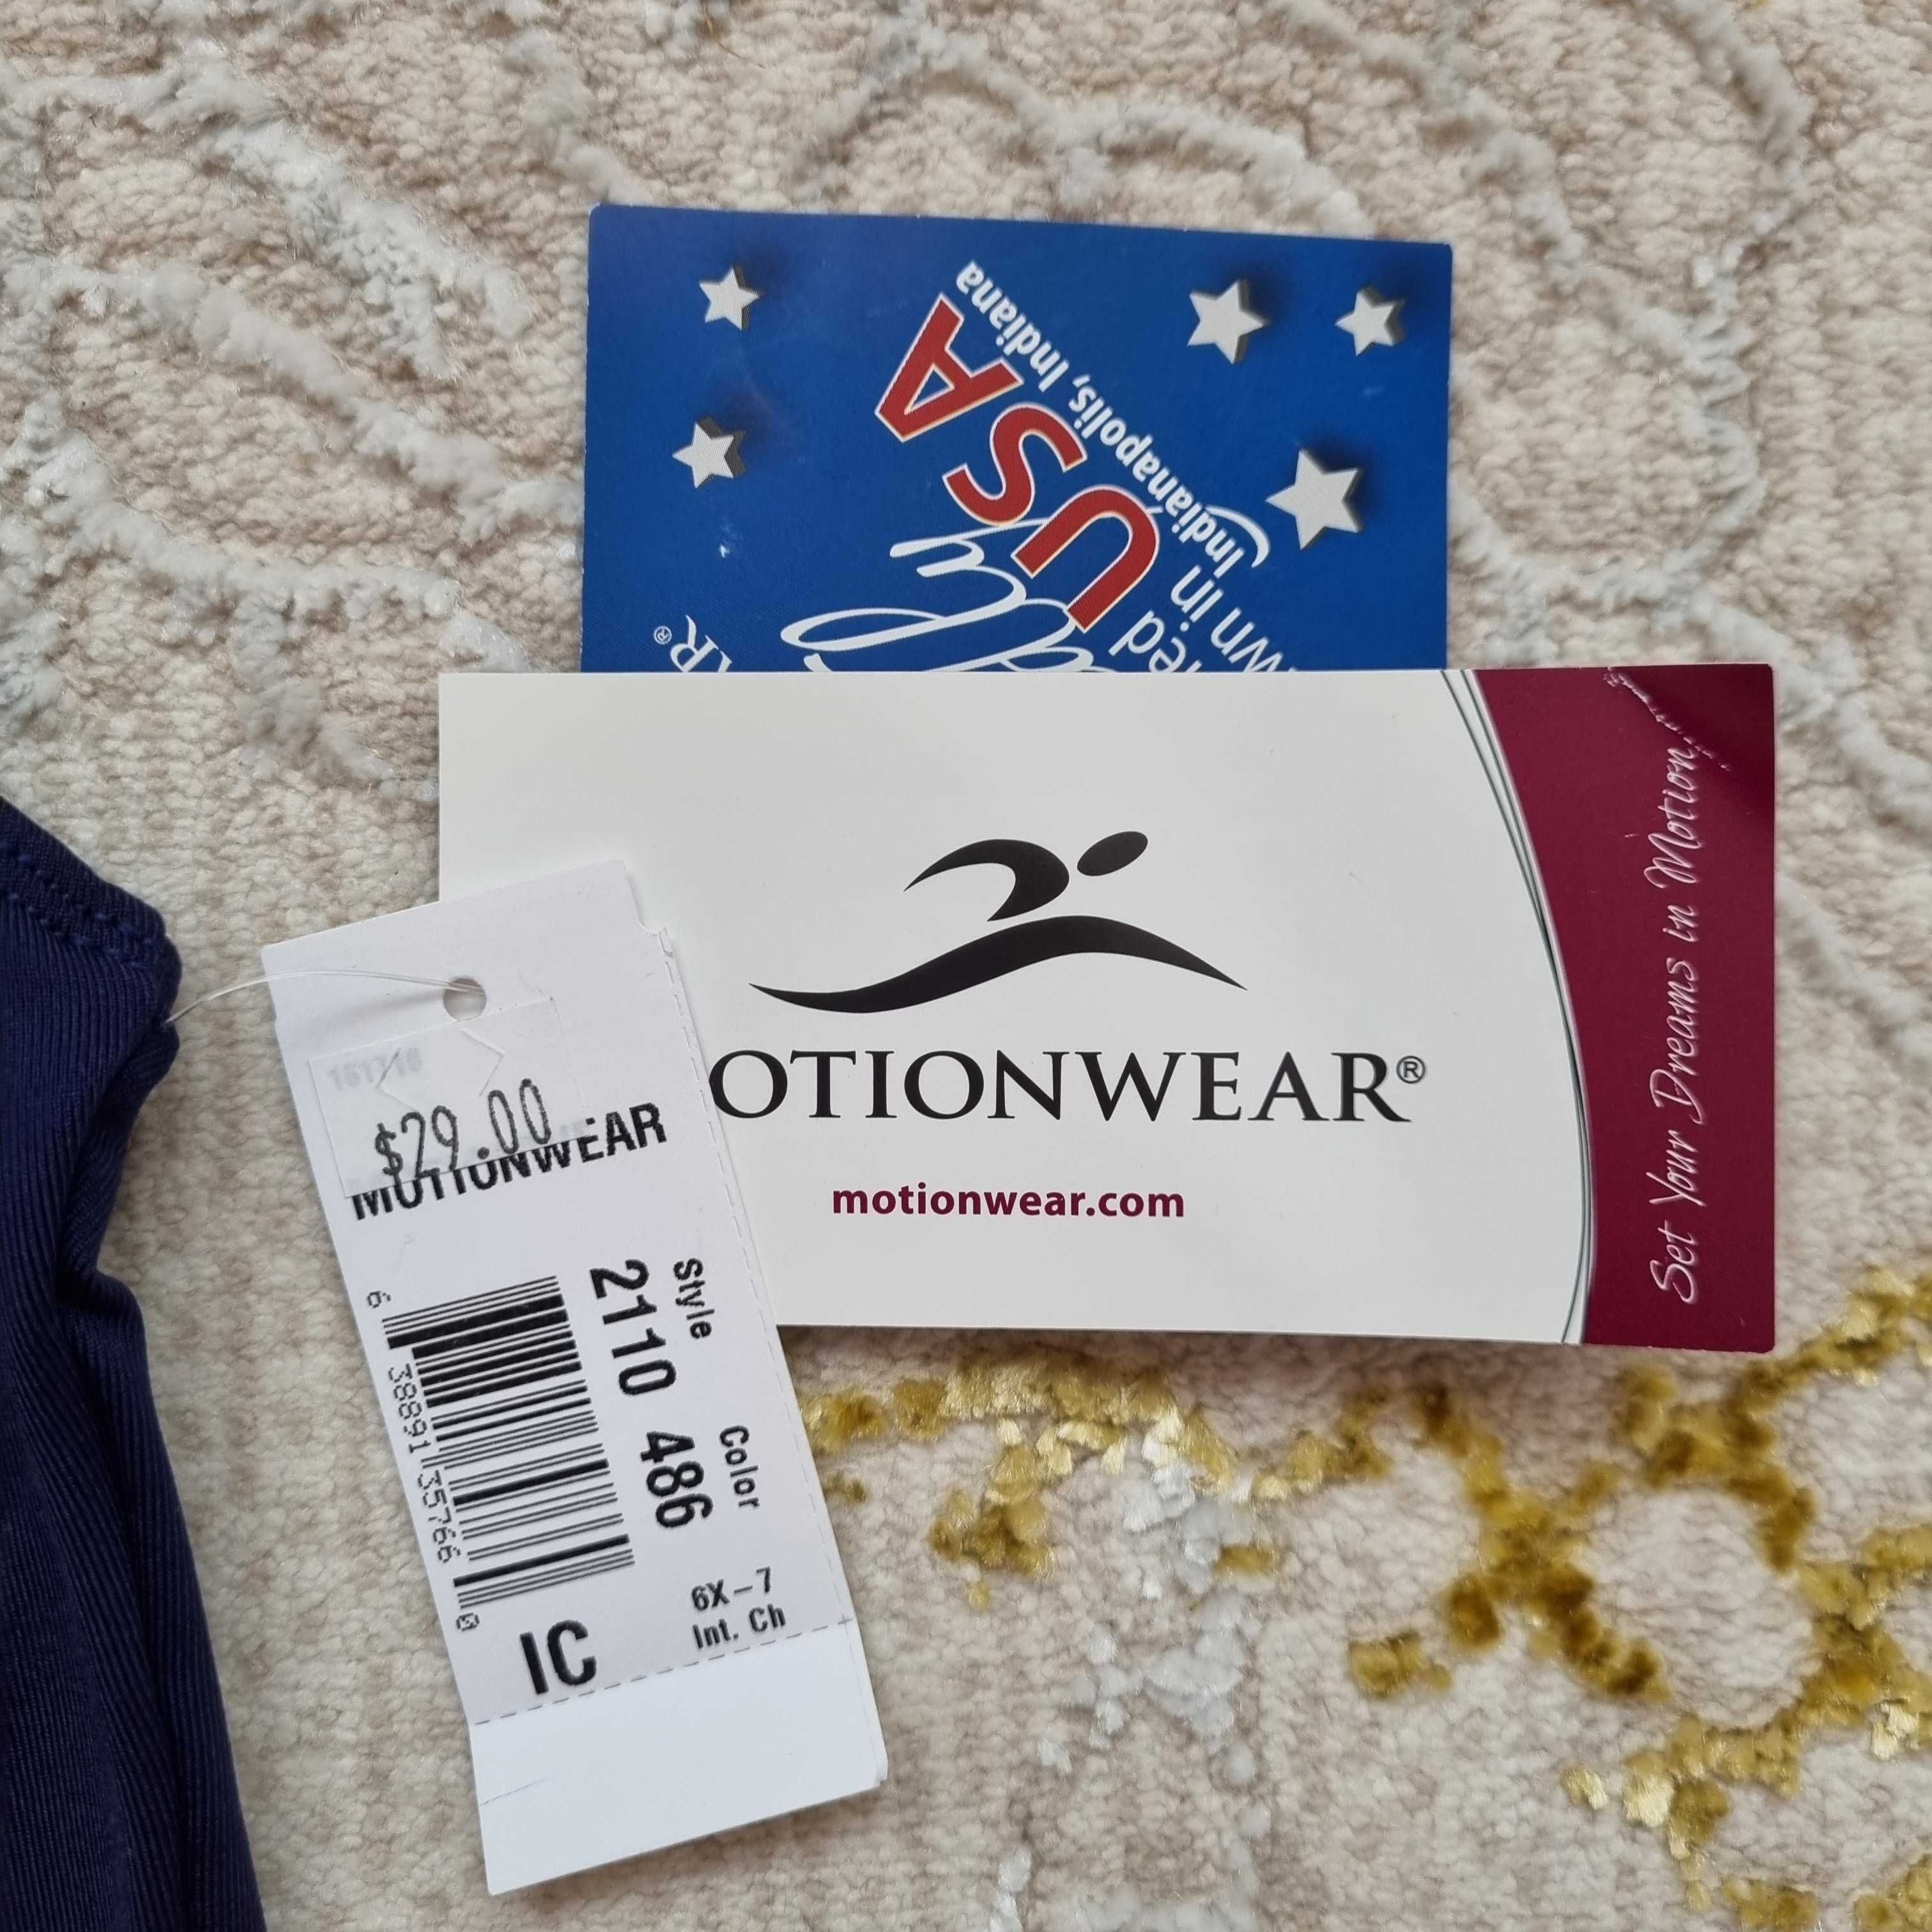 USA
Indianapolis, Indiana
MOTIONWEAR®
motionwear.com
Set Your Dreams in Motion!
$29.00
MOTIONWEAR
Style
2110
Color
486
6 38891 35766 0
6X-7
Int. Ch
IC